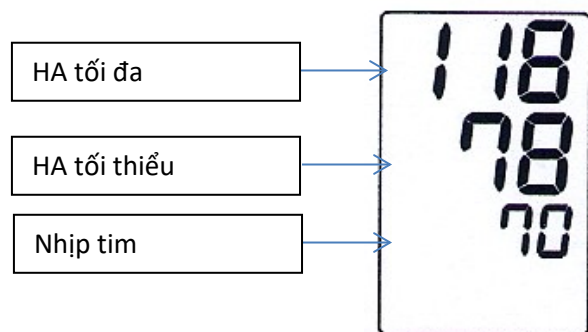 HA tối đa
118
HA tối thiểu
78
Nhịp tim
70